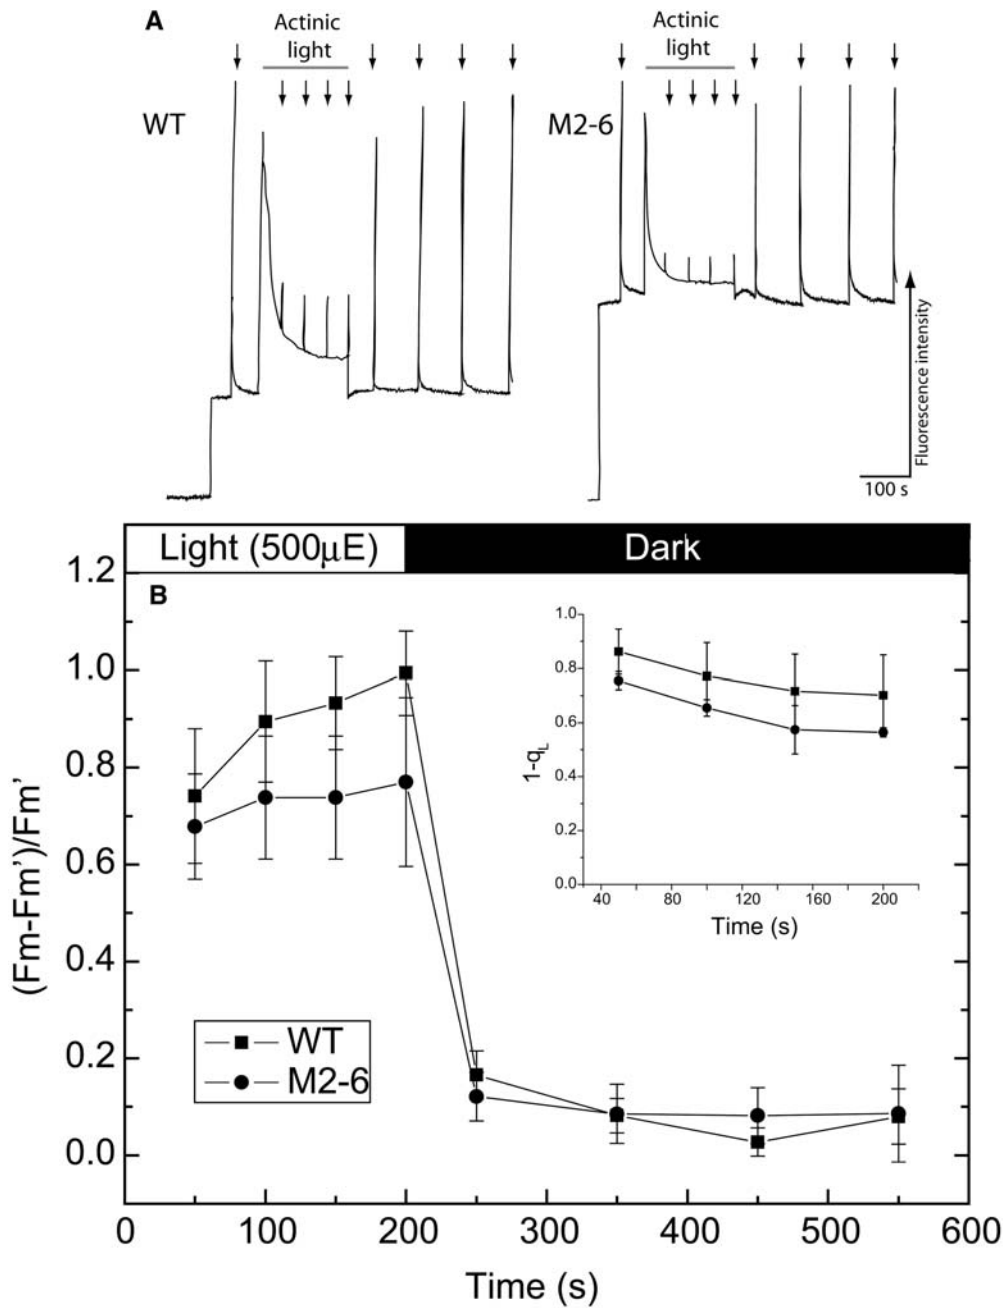 A
Actinic
light
WT
Actinic
light
M2-6
Fluorescence intensity
100 s
Light (500μE)
Dark
B
1.2
1.0
0.8
0.6
0.4
0.2
0.0
(Fm-Fm')/Fm'
0
100
200
300
400
500
600
Time (s)
WT
M2-6
1.0
0.8
0.6
0.4
0.8
0.0
1-qL
40
80
120
160
200
Time (s)